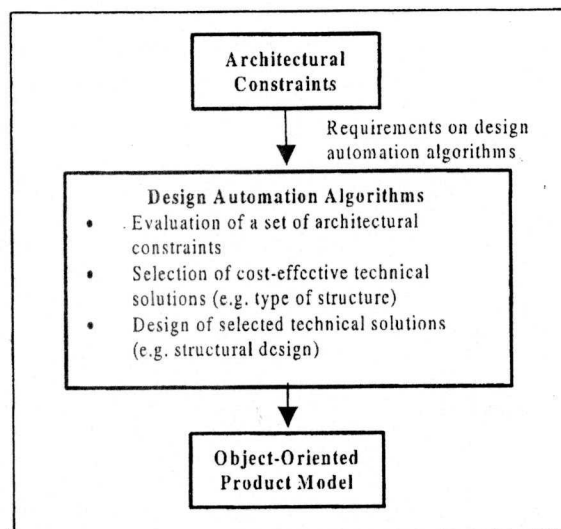 Architectural
Constraints
Requirements on design
automation algorithms
Design Automation Algorithms
• Evaluation of a set of architectural
constraints
• Selection of cost-effective technical
solutions (e.g. type of structure)
• Design of selected technical solutions
(e.g. structural design)
Object-Oriented
Product Model